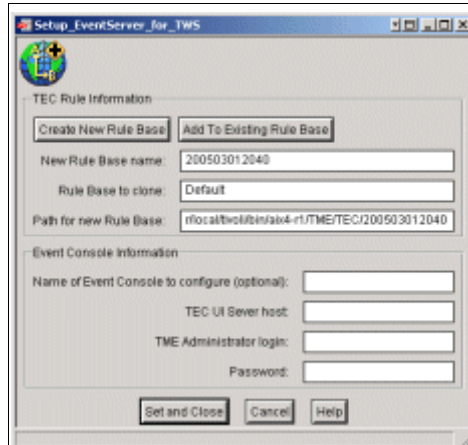 Setup_EventServer_for_TWS
TEC Rule Information
Create New Rule Base
Add To Existing Rule Base
New Rule Base name: 200503012040
Rule Base to clone: Default
Path for new Rule Base: r/local/tivoli/bin/aix4-r1/TME/TEC/200503012040
Event Console Information
Name of Event Console to configure (optional):
TEC UI Sever host:
TME Administrator login:
Password:
Set and Close
Cancel
Help